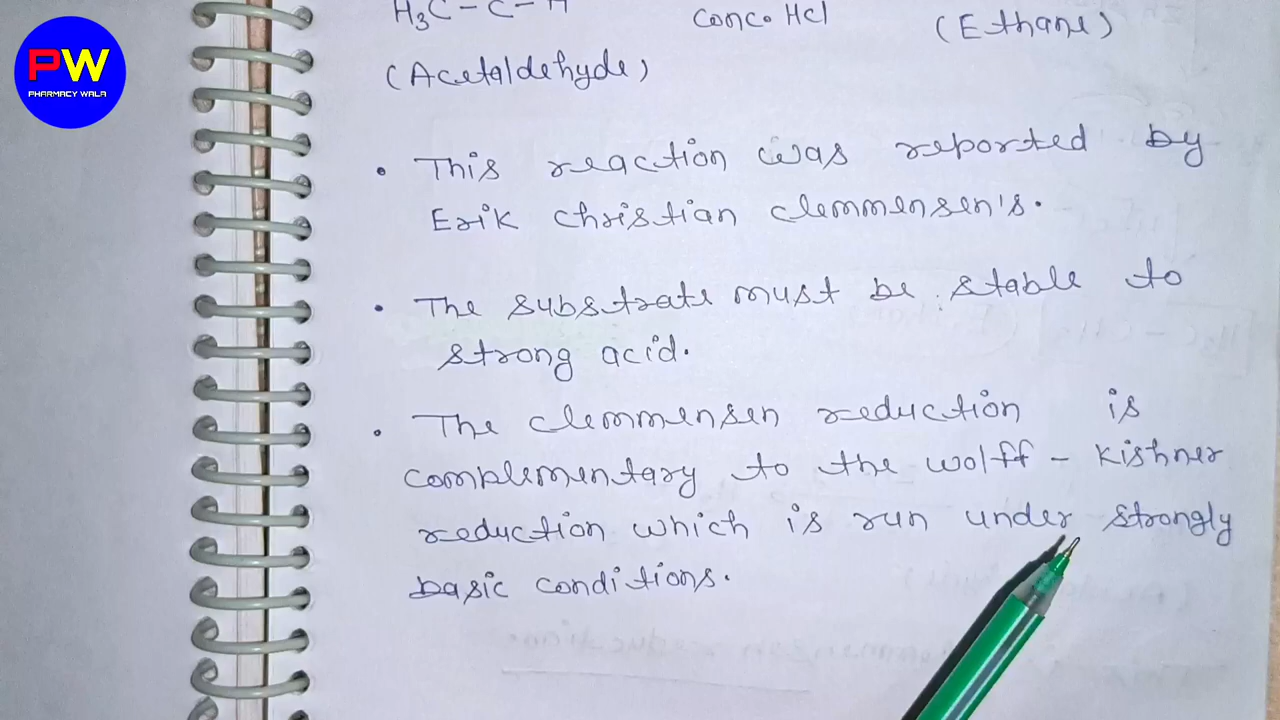 PW
PHARMACY WALA
H₃C - C - H
Conc. HCl
(Ethane)
(Acetaldehyde)
• This reaction was reported by
Erik Christian Clemmensen's.
• The substrate must be stable to
strong acid.
• The Clemmensen reduction is
complementary to the Wolff - Kishner
reduction which is run under strongly
basic conditions.